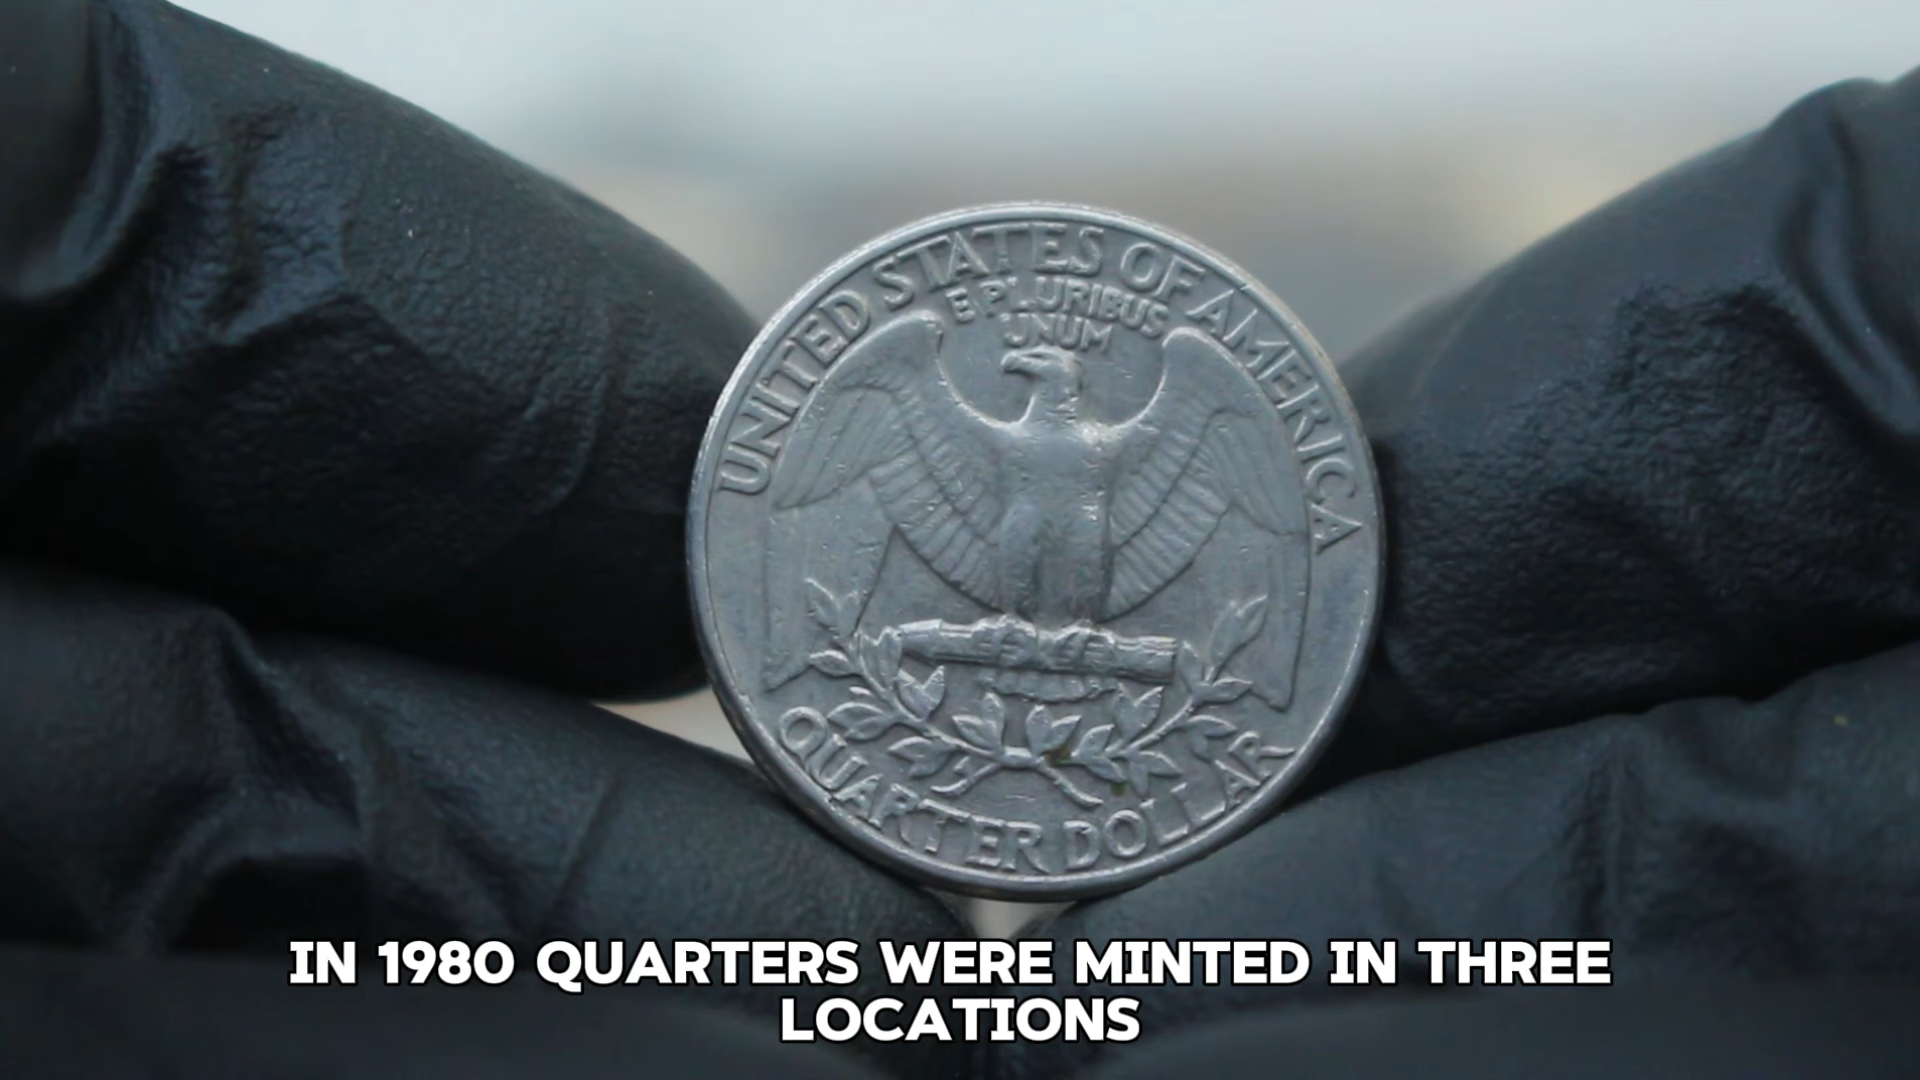 UNITED STATES OF AMERICA
E PLURIBUS
UNUM
QUARTER DOLLAR
IN 1980 QUARTERS WERE MINTED IN THREE
LOCATIONS